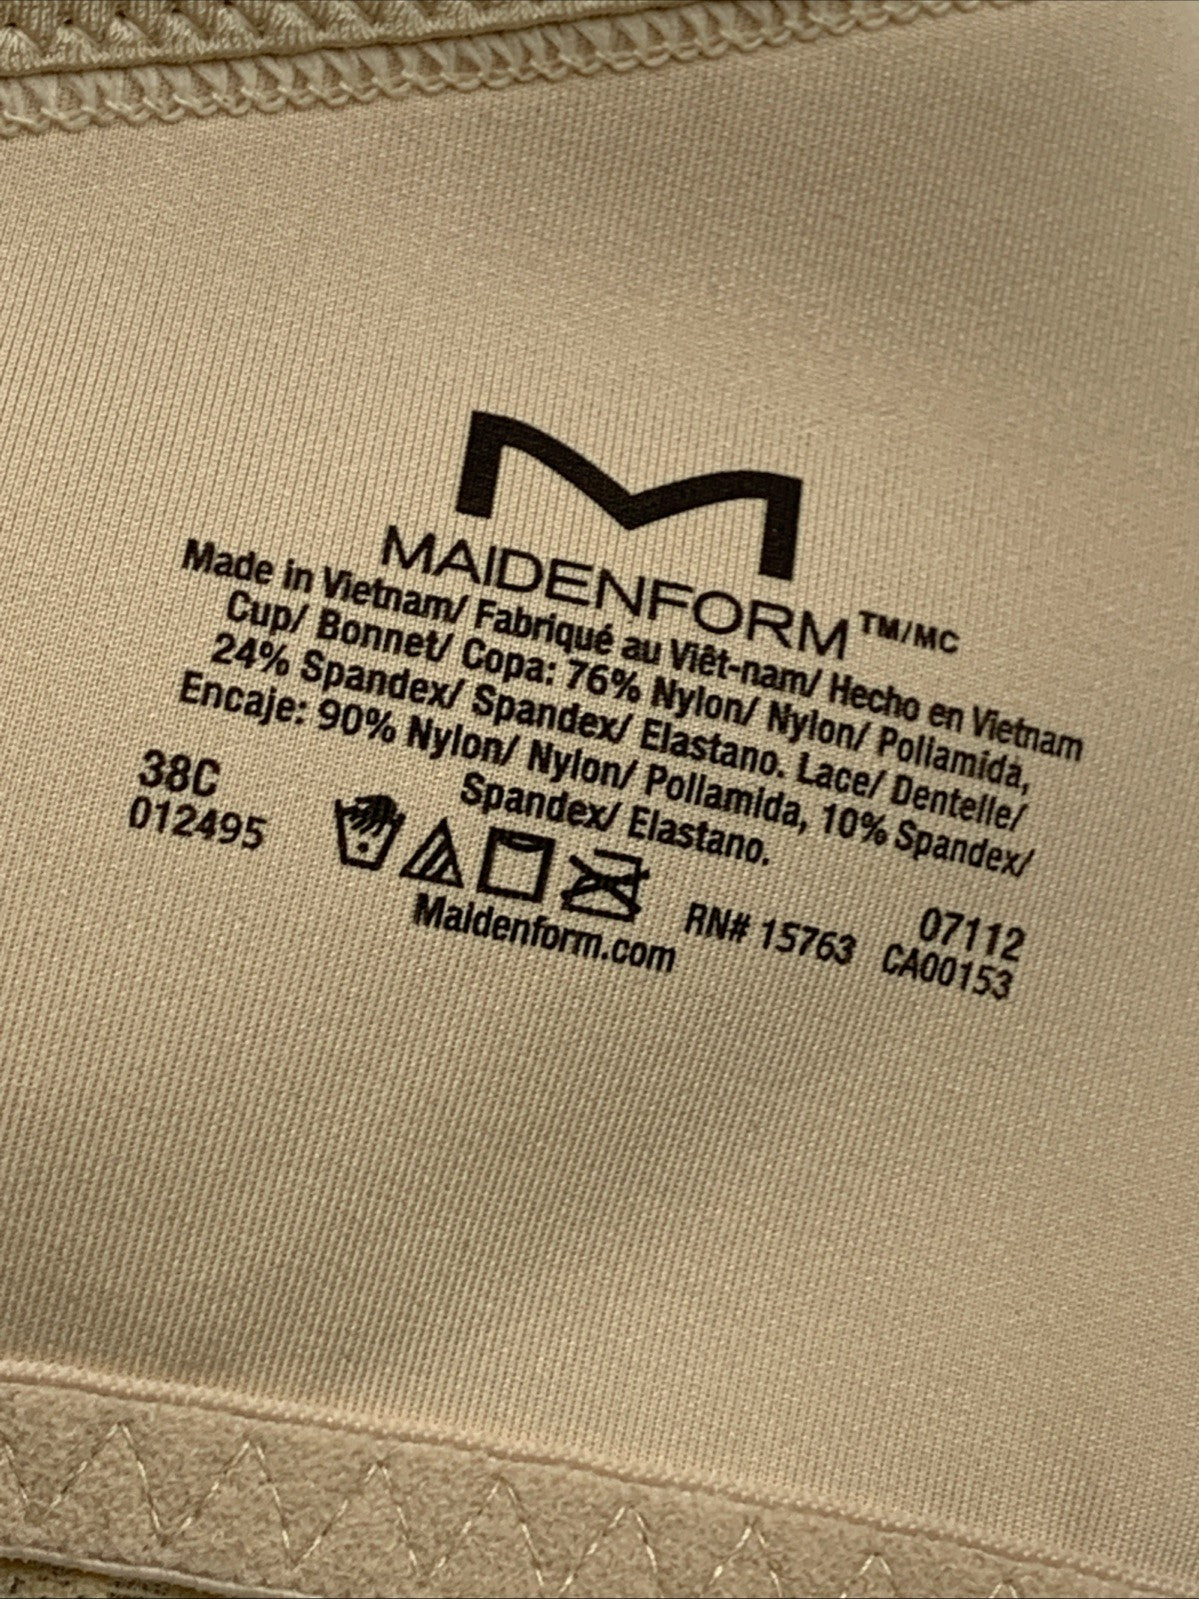 MAIDENFORM™/MC
Made in Vietnam/ Fabriqué au Viêt-nam/ Hecho en Vietnam
Cup/ Bonnet/ Copa: 76% Nylon/ Nylon/ Poliamida,
24% Spandex/ Spandex/ Elastano. Lace/ Dentelle/
Encaje: 90% Nylon/ Nylon/ Poliamida, 10% Spandex/
Spandex/ Elastano.
38C
012495
07112
RN# 15763 CA00153
Maidenform.com